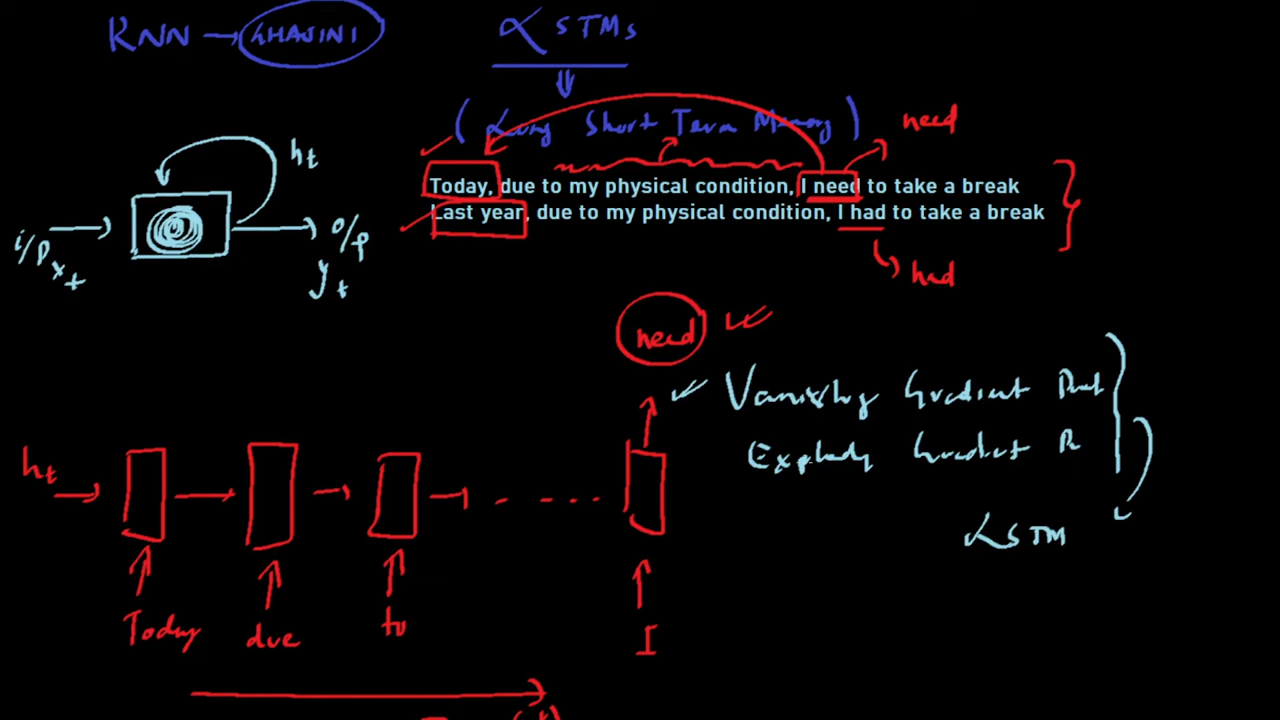 RNN → GHAJINI
LSTMs
(Long Short Term Memory)
need
Today, due to my physical condition, I need to take a break
Last year, due to my physical condition, I had to take a break
had
ht
i/p xt
o/p
yt
need
Vanishing Gradient
Exploding Gradient
LSTM
ht
Today due to I